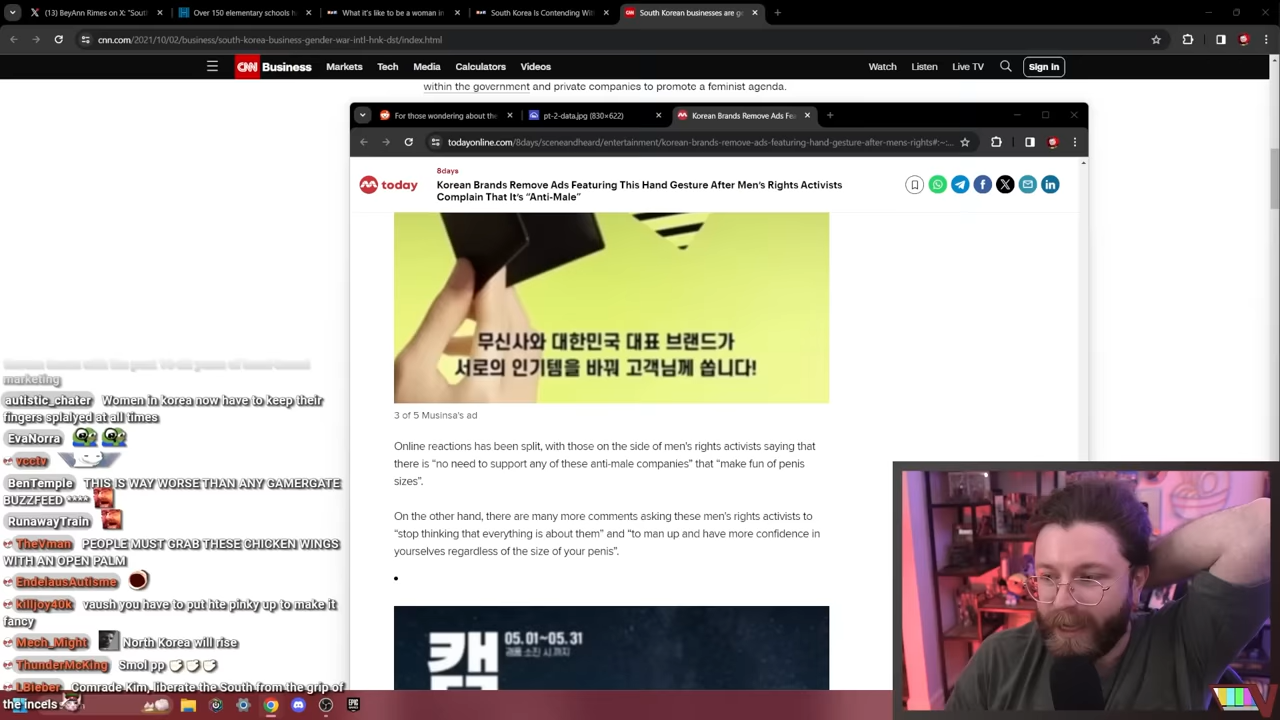 (13) BeyAnn Rimes on X: "Sout
Over 150 elementary schools h
What it's like to be a woman in
South Korea Is Contending Wit
South Korean businesses are ge
cnn.com/2021/10/02/business/south-korea-business-gender-war-intl-hnk-dst/index.html
CNN Business Markets Tech Media Calculators Videos
Watch Listen Live TV Sign in
within the government and private companies to promote a feminist agenda.
For those wondering about the
pt-2-data.jpg (830×622)
Korean Brands Remove Ads Fea
todayonline.com/8days/sceneandheard/entertainment/korean-brands-remove-ads-featuring-hand-gesture-after-mens-rights#:~:...
today
8days
Korean Brands Remove Ads Featuring This Hand Gesture After Men's Rights Activists
Complain That It's "Anti-Male"
무신사와 대한민국 대표 브랜드가
서로의 인기템을 바꿔 고객님께 쏩니다!
3 of 5 Musinsa's ad
Online reactions has been split, with those on the side of men's rights activists saying that
there is "no need to support any of these anti-male companies" that "make fun of penis
sizes".
On the other hand, there are many more comments asking these men's rights activists to
"stop thinking that everything is about them" and "to man up and have more confidence in
yourselves regardless of the size of your penis".
캠
05.01~05.31
marketing
autistic_chater Women in korea now have to keep their
fingers splalyed at all times
EvaNorra
vcctv
BenTemple THIS IS WAY WORSE THAN ANY GAMERGATE
BUZZFEED ****
RunawayTrain
TheVman PEOPLE MUST GRAB THESE CHICKEN WINGS
WITH AN OPEN PALM
EndelausAutisme
killjoy40k vaush you have to put hte pinky up to make it
fancy
Mech_Might North Korea will rise
ThunderMcKing Smol pp
LBleber Comrade Kim, liberate the South from the grip of
the incels